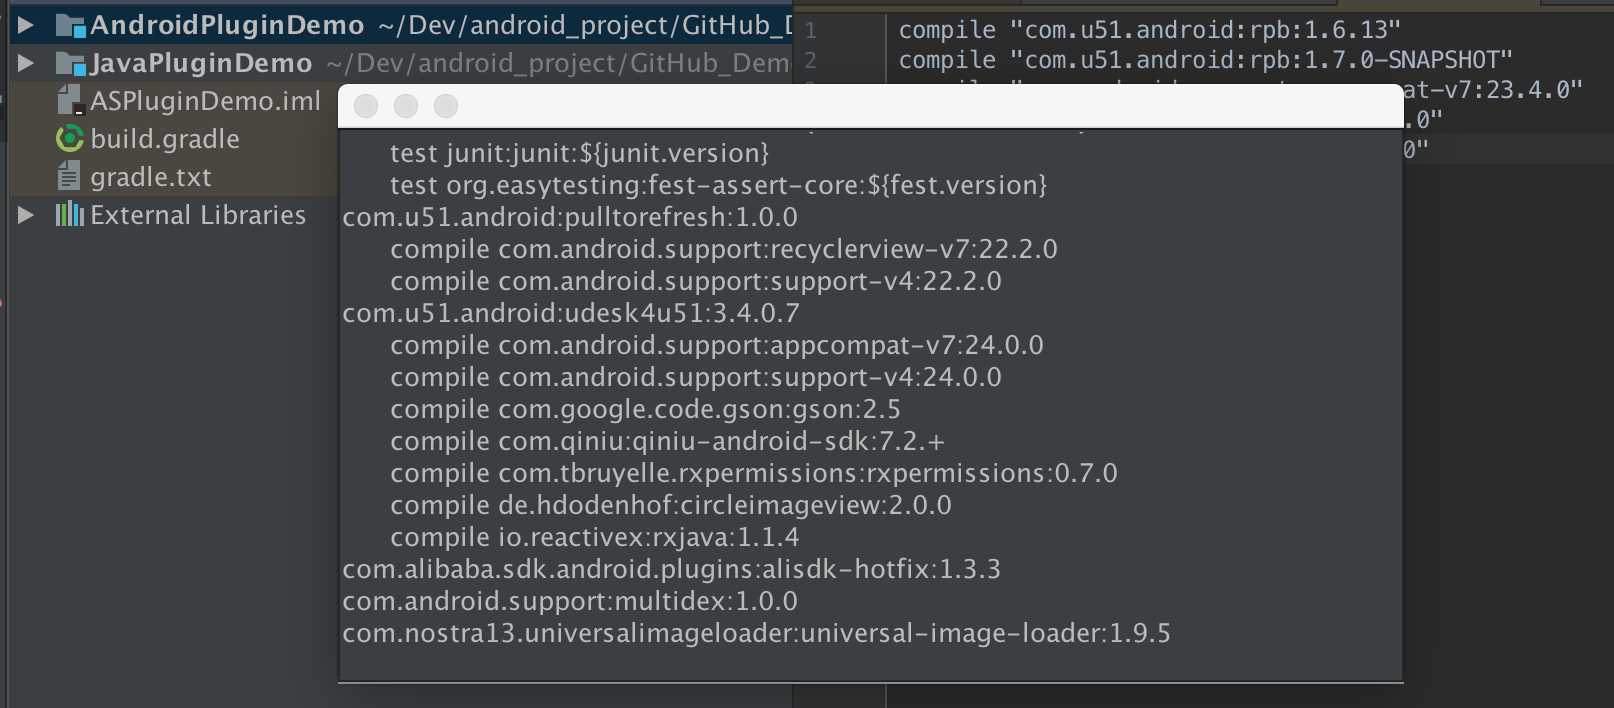 AndroidPluginDemo ~/Dev/android_project/GitHub_D
JavaPluginDemo ~/Dev/android_project/GitHub_Dem
ASPluginDemo.iml
build.gradle
gradle.txt
External Libraries
1 compile "com.u51.android:rpb:1.6.13"
2 compile "com.u51.android:rpb:1.7.0-SNAPSHOT"
at-v7:23.4.0"
.0"
0"
test junit:junit:${junit.version}
test org.easytesting:fest-assert-core:${fest.version}
com.u51.android:pulltorefresh:1.0.0
compile com.android.support:recyclerview-v7:22.2.0
compile com.android.support:support-v4:22.2.0
com.u51.android:udesk4u51:3.4.0.7
compile com.android.support:appcompat-v7:24.0.0
compile com.android.support:support-v4:24.0.0
compile com.google.code.gson:gson:2.5
compile com.qiniu:qiniu-android-sdk:7.2.+
compile com.tbruyelle.rxpermissions:rxpermissions:0.7.0
compile de.hdodenhof:circleimageview:2.0.0
compile io.reactivex:rxjava:1.1.4
com.alibaba.sdk.android.plugins:alisdk-hotfix:1.3.3
com.android.support:multidex:1.0.0
com.nostra13.universalimageloader:universal-image-loader:1.9.5